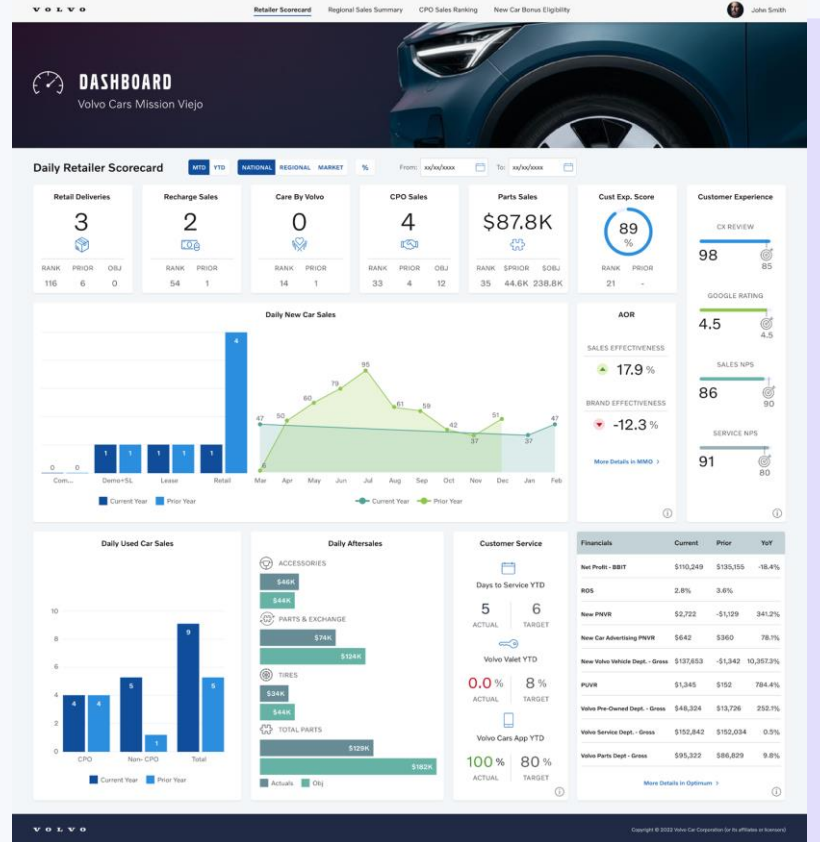 VOLVO
Retailer Scorecard Regional Sales Summary CPO Sales Ranking New Car Bonus Eligibility
John Smith
DASHBOARD
Volvo Cars Mission Viejo
Daily Retailer Scorecard
MTD YTD NATIONAL REGIONAL MARKET %
From: xx/xx/xxxx To: xx/xx/xxxx
Retail Deliveries
3
RANK PRIOR OBJ
116 6 0
Recharge Sales
2
RANK PRIOR
54 1
Care By Volvo
0
RANK PRIOR
14 1
CPO Sales
4
RANK PRIOR OBJ
33 4 12
Parts Sales
$87.8K
RANK $PRIOR $OBJ
35 44.6K 238.8K
Cust Exp. Score
89
%
RANK PRIOR
21 -
Customer Experience
CX REVIEW
98
85
GOOGLE RATING
4.5
4.5
SALES NPS
86
90
SERVICE NPS
91
80
Daily New Car Sales
0 0 1 1 1 1 1 4
Com... Demo+SL Lease Retail
Current Year Prior Year
47 50 60 79 95 61 59 42 37 51 37 47
6
Mar Apr May Jun Jul Aug Sep Oct Nov Dec Jan Feb
Current Year Prior Year
AOR
SALES EFFECTIVENESS
17.9 %
BRAND EFFECTIVENESS
-12.3 %
More Details in MMO >
Daily Used Car Sales
10
8
6
4
2
0
4 4 5 1 9 5
CPO Non- CPO Total
Current Year Prior Year
Daily Aftersales
ACCESSORIES
$46K
$44K
PARTS & EXCHANGE
$74K
$124K
TIRES
$34K
$44K
TOTAL PARTS
$129K
$182K
Actuals Obj
Customer Service
Days to Service YTD
5 6
ACTUAL TARGET
Volvo Valet YTD
0.0 % 8 %
ACTUAL TARGET
Volvo Cars App YTD
100 % 80 %
ACTUAL TARGET
Financials Current Prior YoY
Net Profit - BBIT $110,249 $135,155 -18.4%
ROS 2.8% 3.6%
New PNVR $2,722 -$1,129 341.2%
New Car Advertising PNVR $642 $360 78.1%
New Volvo Vehicle Dept. - Gross $137,653 -$1,342 10,357.3%
PUVR $1,345 $152 784.4%
Volvo Pre-Owned Dept. - Gross $48,324 $13,726 252.1%
Volvo Service Dept. - Gross $152,842 $152,034 0.5%
Volvo Parts Dept - Gross $95,322 $86,829 9.8%
More Details in Optimum >
VOLVO
Copyright © 2022 Volvo Car Corporation (or its affiliates or licensors)